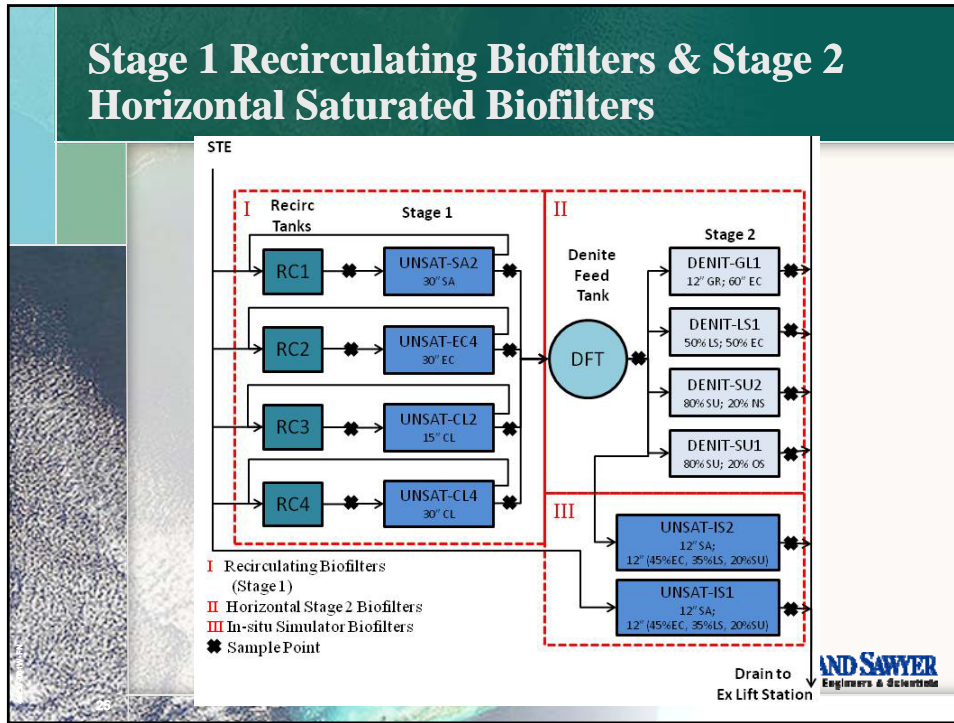 Stage 1 Recirculating Biofilters & Stage 2
Horizontal Saturated Biofilters
STE
I
Recirc
Tanks
Stage 1
II
Denite
Feed
Tank
Stage 2
RC1
UNSAT-SA2
30" SA
RC2
UNSAT-EC4
30" EC
RC3
UNSAT-CL2
15" CL
RC4
UNSAT-CL4
30" CL
DFT
DENIT-GL1
12" GR; 60" EC
DENIT-LS1
50% LS; 50% EC
DENIT-SU2
80% SU; 20% NS
DENIT-SU1
80% SU; 20% OS
III
UNSAT-IS2
12" SA;
12" (45%EC, 35%LS, 20%SU)
UNSAT-IS1
12" SA;
12" (45%EC, 35%LS, 20%SU)
I Recirculating Biofilters
(Stage 1)
II Horizontal Stage 2 Biofilters
III In-situ Simulator Biofilters
Sample Point
Drain to
Ex Lift Station
AND SAWYER
Engineers & Scientists
25